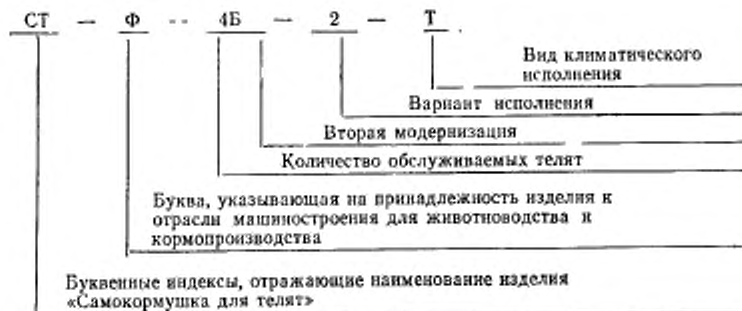 СТ — Ф -- 4Б — 2 — Т
Вид климатического
исполнения
Вариант исполнения
Вторая модернизация
Количество обслуживаемых телят
Буква, указывающая на принадлежность изделия к
отрасли машиностроения для животноводства и
кормопроизводства
Буквенные индексы, отражающие наименование изделия
«Самокормушка для телят»